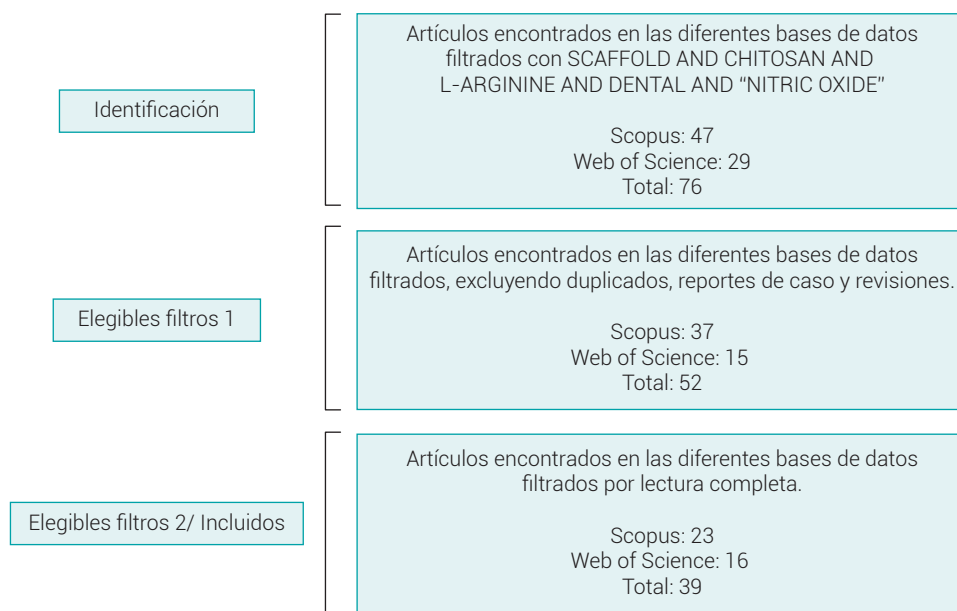 Identificación
Artículos encontrados en las diferentes bases de datos
filtrados con SCAFFOLD AND CHITOSAN AND
L-ARGININE AND DENTAL AND “NITRIC OXIDE”
Scopus: 47
Web of Science: 29
Total: 76
Elegibles filtros 1
Artículos encontrados en las diferentes bases de datos
filtrados, excluyendo duplicados, reportes de caso y revisiones.
Scopus: 37
Web of Science: 15
Total: 52
Elegibles filtros 2/ Incluidos
Artículos encontrados en las diferentes bases de datos
filtrados por lectura completa.
Scopus: 23
Web of Science: 16
Total: 39